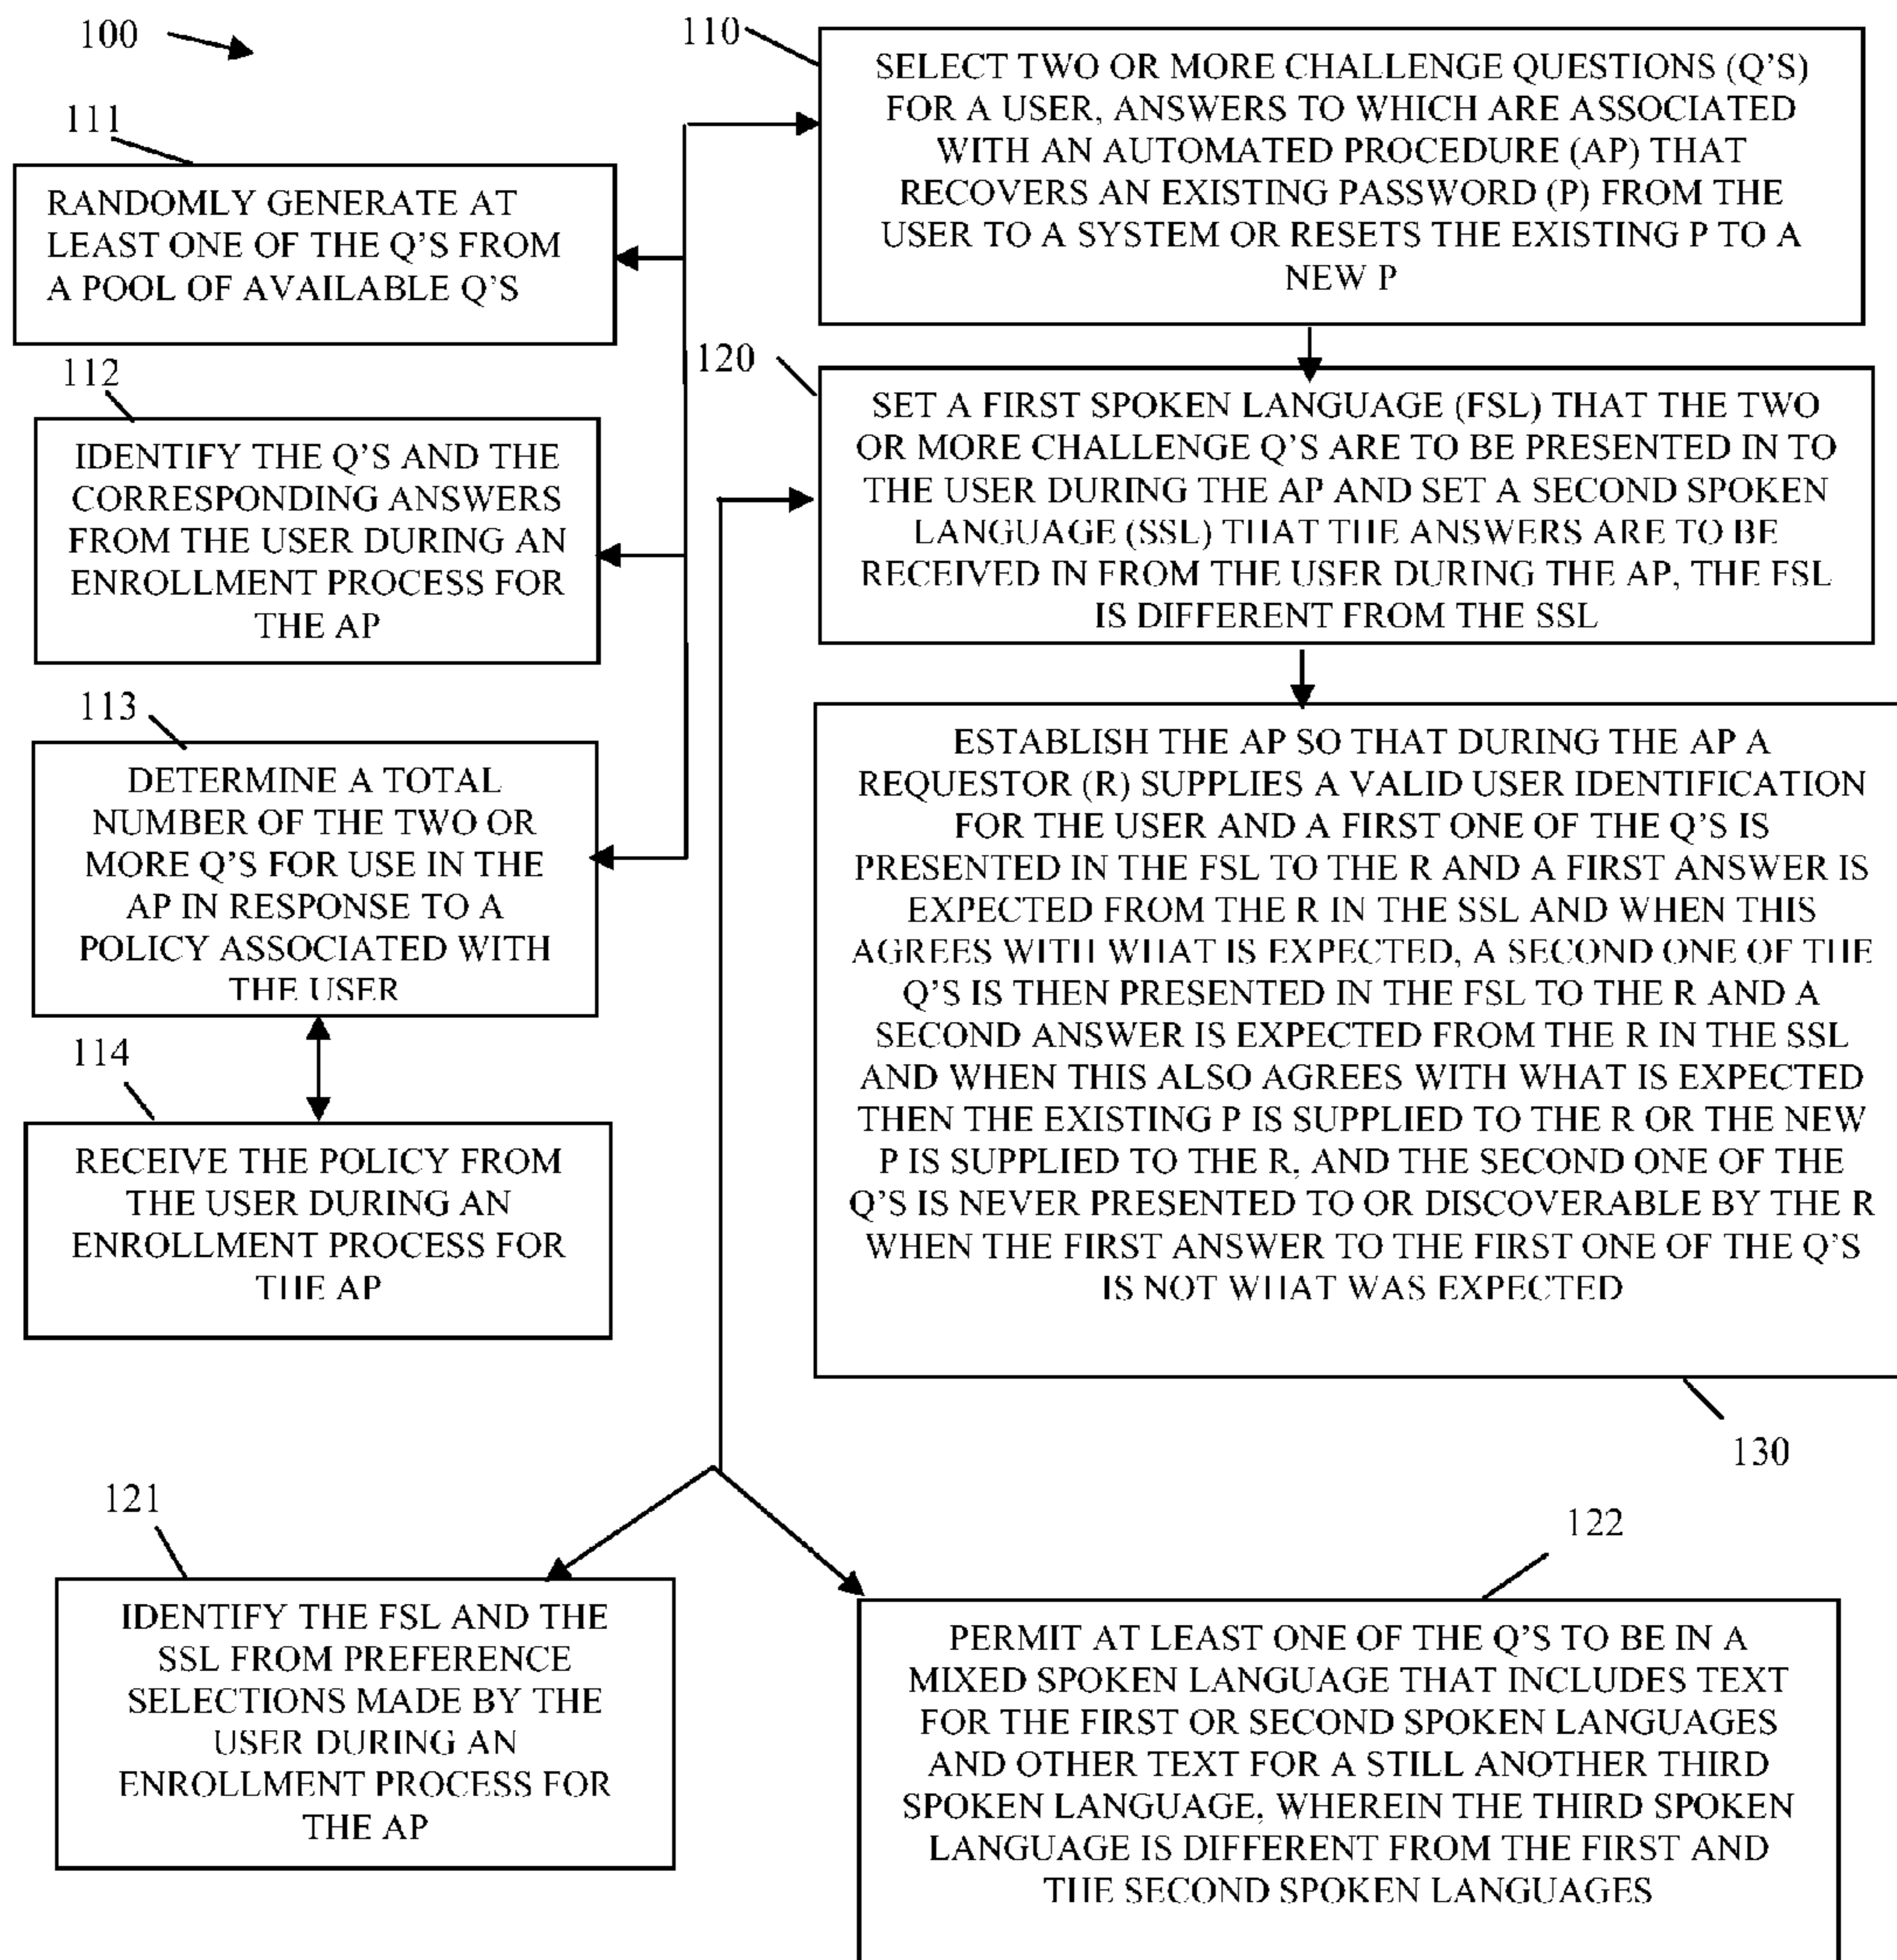 100
110
SELECT TWO OR MORE CHALLENGE QUESTIONS (Q'S)
FOR A USER, ANSWERS TO WHICH ARE ASSOCIATED
WITH AN AUTOMATED PROCEDURE (AP) THAT
RECOVERS AN EXISTING PASSWORD (P) FROM THE
USER TO A SYSTEM OR RESETS THE EXISTING P TO A
NEW P
111
RANDOMLY GENERATE AT
LEAST ONE OF THE Q'S FROM
A POOL OF AVAILABLE Q'S
112
IDENTIFY THE Q'S AND THE
CORRESPONDING ANSWERS
FROM THE USER DURING AN
ENROLLMENT PROCESS FOR
THE AP
113
DETERMINE A TOTAL
NUMBER OF THE TWO OR
MORE Q'S FOR USE IN THE
AP IN RESPONSE TO A
POLICY ASSOCIATED WITH
THE USER
114
RECEIVE THE POLICY FROM
THE USER DURING AN
ENROLLMENT PROCESS FOR
THE AP
120
SET A FIRST SPOKEN LANGUAGE (FSL) THAT THE TWO
OR MORE CHALLENGE Q'S ARE TO BE PRESENTED IN TO
THE USER DURING THE AP AND SET A SECOND SPOKEN
LANGUAGE (SSL) THAT THE ANSWERS ARE TO BE
RECEIVED IN FROM THE USER DURING THE AP, THE FSL
IS DIFFERENT FROM THE SSL
ESTABLISH THE AP SO THAT DURING THE AP A
REQUESTOR (R) SUPPLIES A VALID USER IDENTIFICATION
FOR THE USER AND A FIRST ONE OF THE Q'S IS
PRESENTED IN THE FSL TO THE R AND A FIRST ANSWER IS
EXPECTED FROM THE R IN THE SSL AND WHEN THIS
AGREES WITH WHAT IS EXPECTED, A SECOND ONE OF THE
Q'S IS THEN PRESENTED IN THE FSL TO THE R AND A
SECOND ANSWER IS EXPECTED FROM THE R IN THE SSL
AND WHEN THIS ALSO AGREES WITH WHAT IS EXPECTED
THEN THE EXISTING P IS SUPPLIED TO THE R OR THE NEW
P IS SUPPLIED TO THE R, AND THE SECOND ONE OF THE
Q'S IS NEVER PRESENTED TO OR DISCOVERABLE BY THE R
WHEN THE FIRST ANSWER TO THE FIRST ONE OF THE Q'S
IS NOT WHAT WAS EXPECTED
130
121
IDENTIFY THE FSL AND THE
SSL FROM PREFERENCE
SELECTIONS MADE BY THE
USER DURING AN
ENROLLMENT PROCESS FOR
THE AP
122
PERMIT AT LEAST ONE OF THE Q'S TO BE IN A
MIXED SPOKEN LANGUAGE THAT INCLUDES TEXT
FOR THE FIRST OR SECOND SPOKEN LANGUAGES
AND OTHER TEXT FOR A STILL ANOTHER THIRD
SPOKEN LANGUAGE, WHEREIN THE THIRD SPOKEN
LANGUAGE IS DIFFERENT FROM THE FIRST AND
THE SECOND SPOKEN LANGUAGES